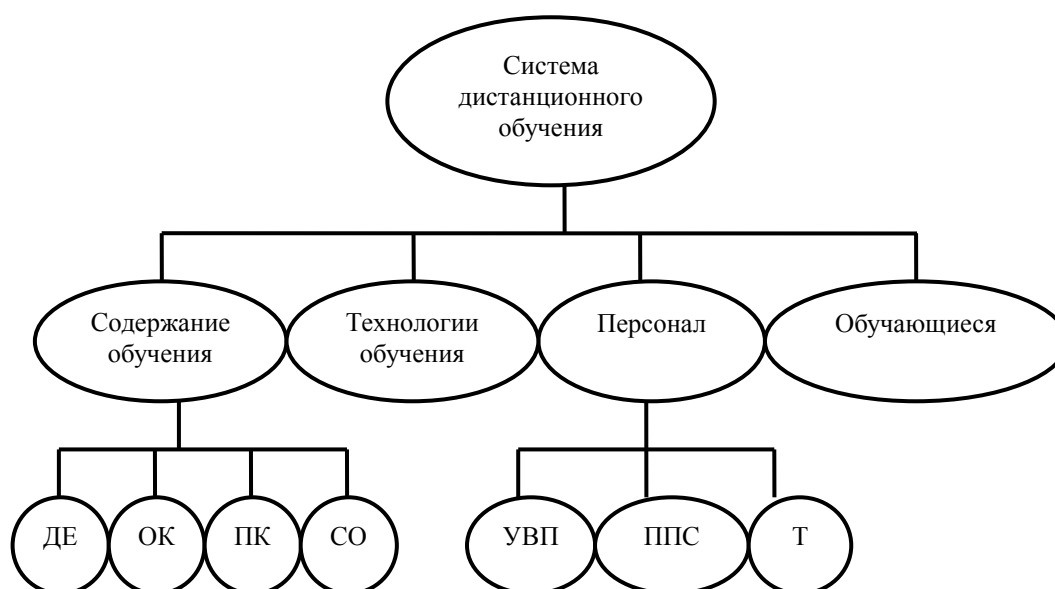 Система
дистанционного
обучения
Содержание
обучения
Технологии
обучения
Персонал
Обучающиеся
ДЕ
ОК
ПК
СО
УВП
ППС
Т